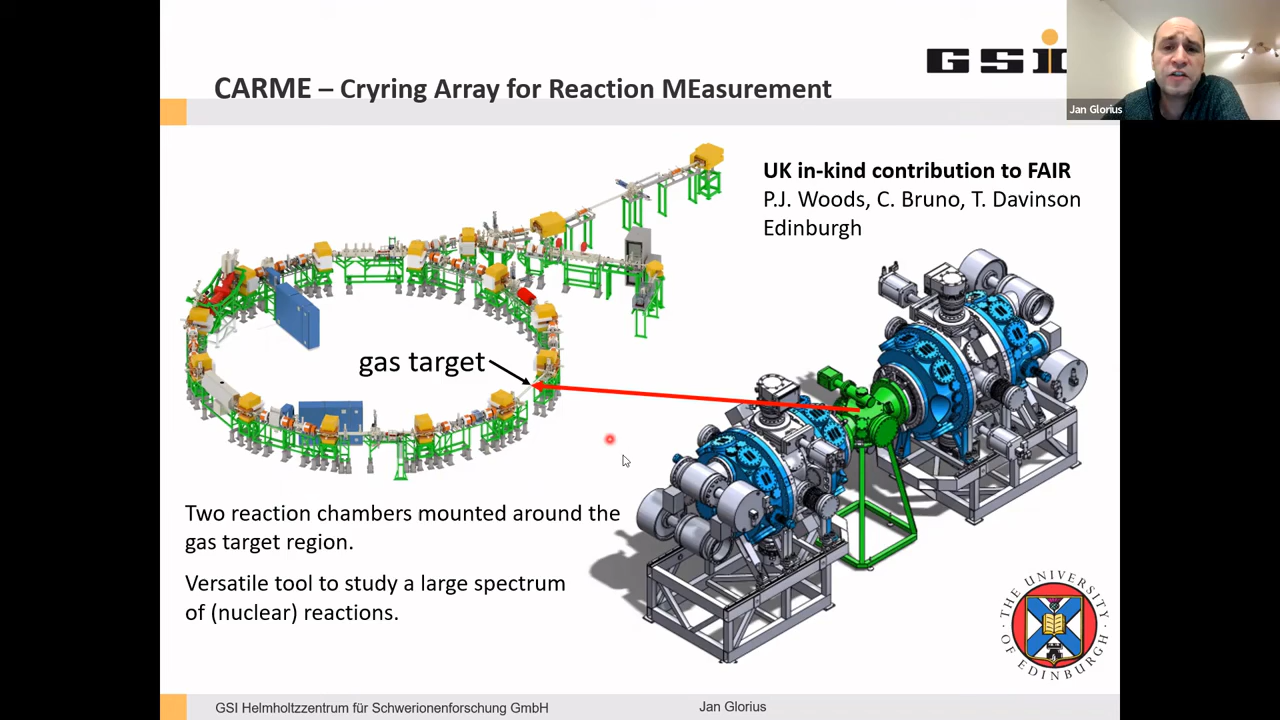 CARME – Cryring Array for Reaction MEasurement
GSI
Jan Glorius
UK in-kind contribution to FAIR
P.J. Woods, C. Bruno, T. Davinson
Edinburgh
gas target
Two reaction chambers mounted around the
gas target region.
Versatile tool to study a large spectrum
of (nuclear) reactions.
THE UNIVERSITY
OF EDINBURGH
GSI Helmholtzzentrum für Schwerionenforschung GmbH
Jan Glorius